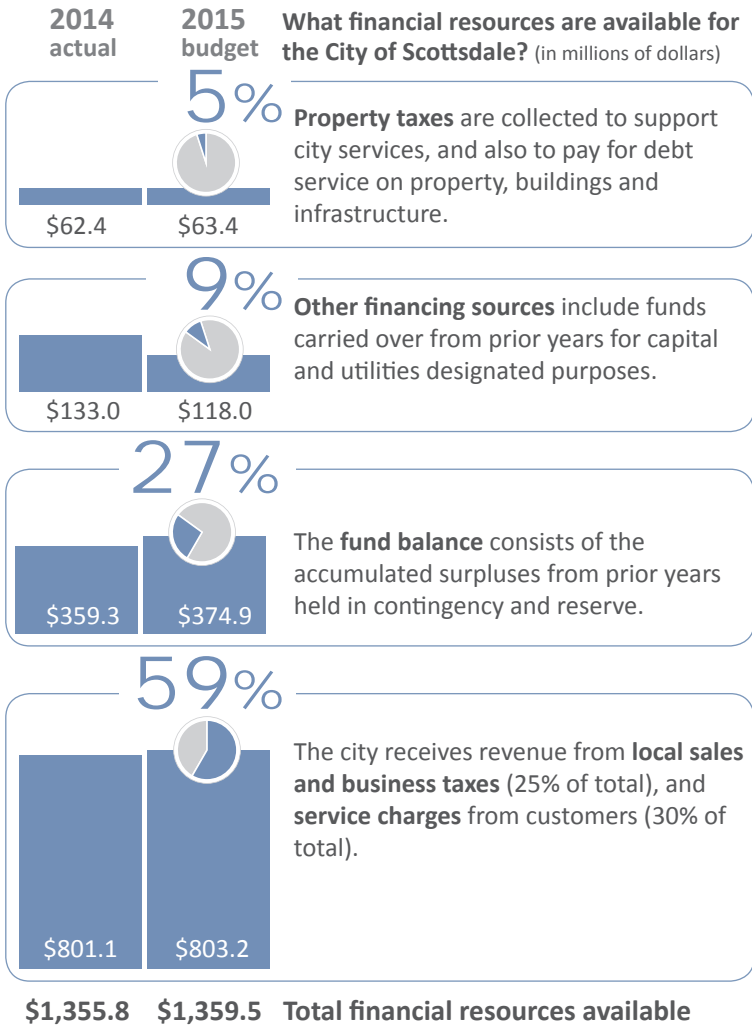 2014 actual
2015 budget
What financial resources are available for
the City of Scottsdale? (in millions of dollars)
5%
Property taxes are collected to support
city services, and also to pay for debt
service on property, buildings and
infrastructure.
$62.4 $63.4
9%
Other financing sources include funds
carried over from prior years for capital
and utilities designated purposes.
$133.0 $118.0
27%
The fund balance consists of the
accumulated surpluses from prior years
held in contingency and reserve.
$359.3 $374.9
59%
The city receives revenue from local sales
and business taxes (25% of total), and
service charges from customers (30% of
total).
$801.1 $803.2
$1,355.8 $1,359.5 Total financial resources available